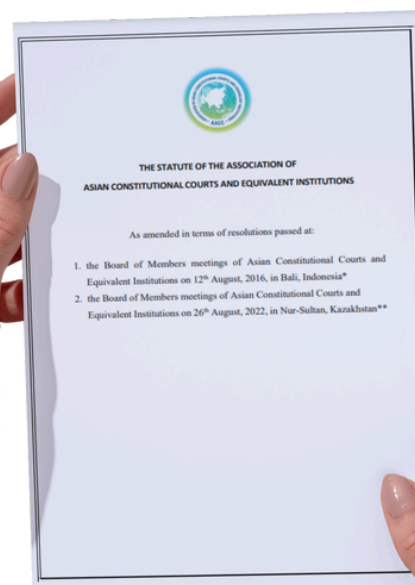 AACC
THE STATUTE OF THE ASSOCIATION OF
ASIAN CONSTITUTIONAL COURTS AND EQUIVALENT INSTITUTIONS
As amended in terms of resolutions passed at:
1. the Board of Members meetings of Asian Constitutional Courts and
Equivalent Institutions on 12th August, 2016, in Bali, Indonesia*
2. the Board of Members meetings of Asian Constitutional Courts and
Equivalent Institutions on 26th August, 2022, in Nur-Sultan, Kazakhstan**